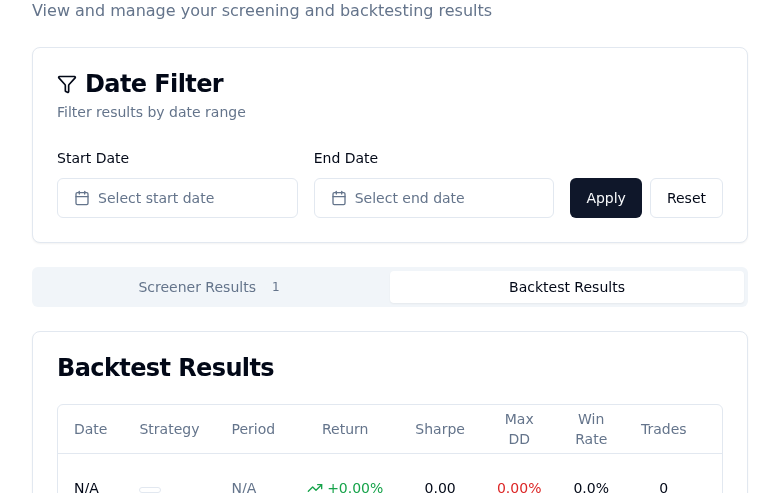 View and manage your screening and backtesting results
Date Filter
Filter results by date range
Start Date
End Date
Select start date
Select end date
Apply
Reset
Screener Results 1
Backtest Results
Backtest Results
Date Strategy Period Return Sharpe Max DD Win Rate Trades
N/A N/A +0.00% 0.00 0.00% 0.0% 0